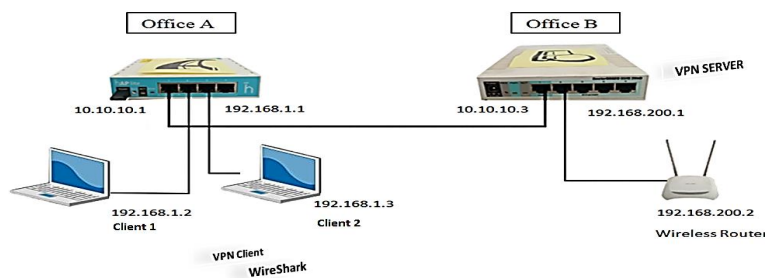 Office A
Office B
VPN SERVER
10.10.10.1
192.168.1.1
10.10.10.3
192.168.200.1
192.168.1.2
Client 1
192.168.1.3
Client 2
192.168.200.2
Wireless Router
VPN Client
WireShark